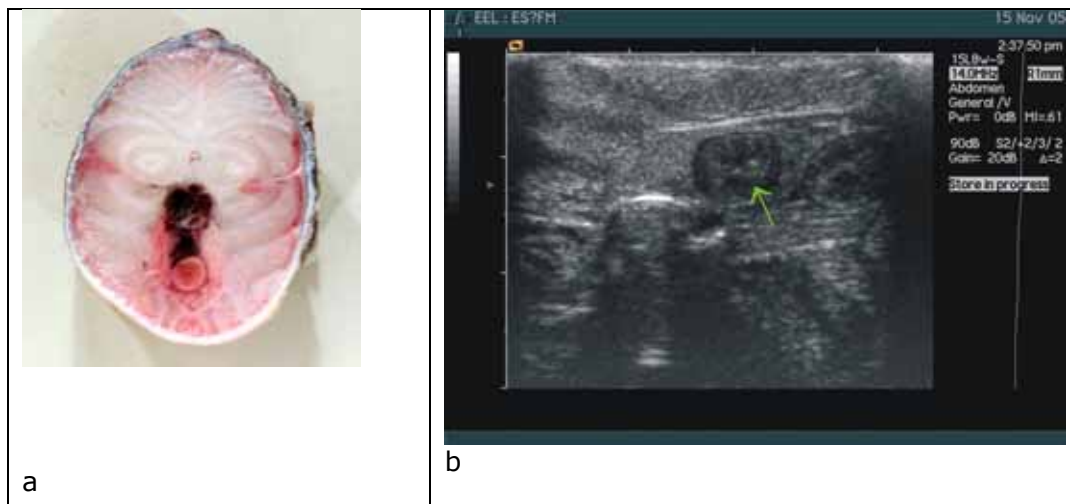 EEL : ES?FM
15 Nov 05
2:37:50 pm
15L8w-S
14.0MHz R1mm
Abdomen
General /V
Pwr= 0dB MI=.61
90dB S2/+2/3/ 2
Gain= 20dB Δ=2
Store in progress
a
b